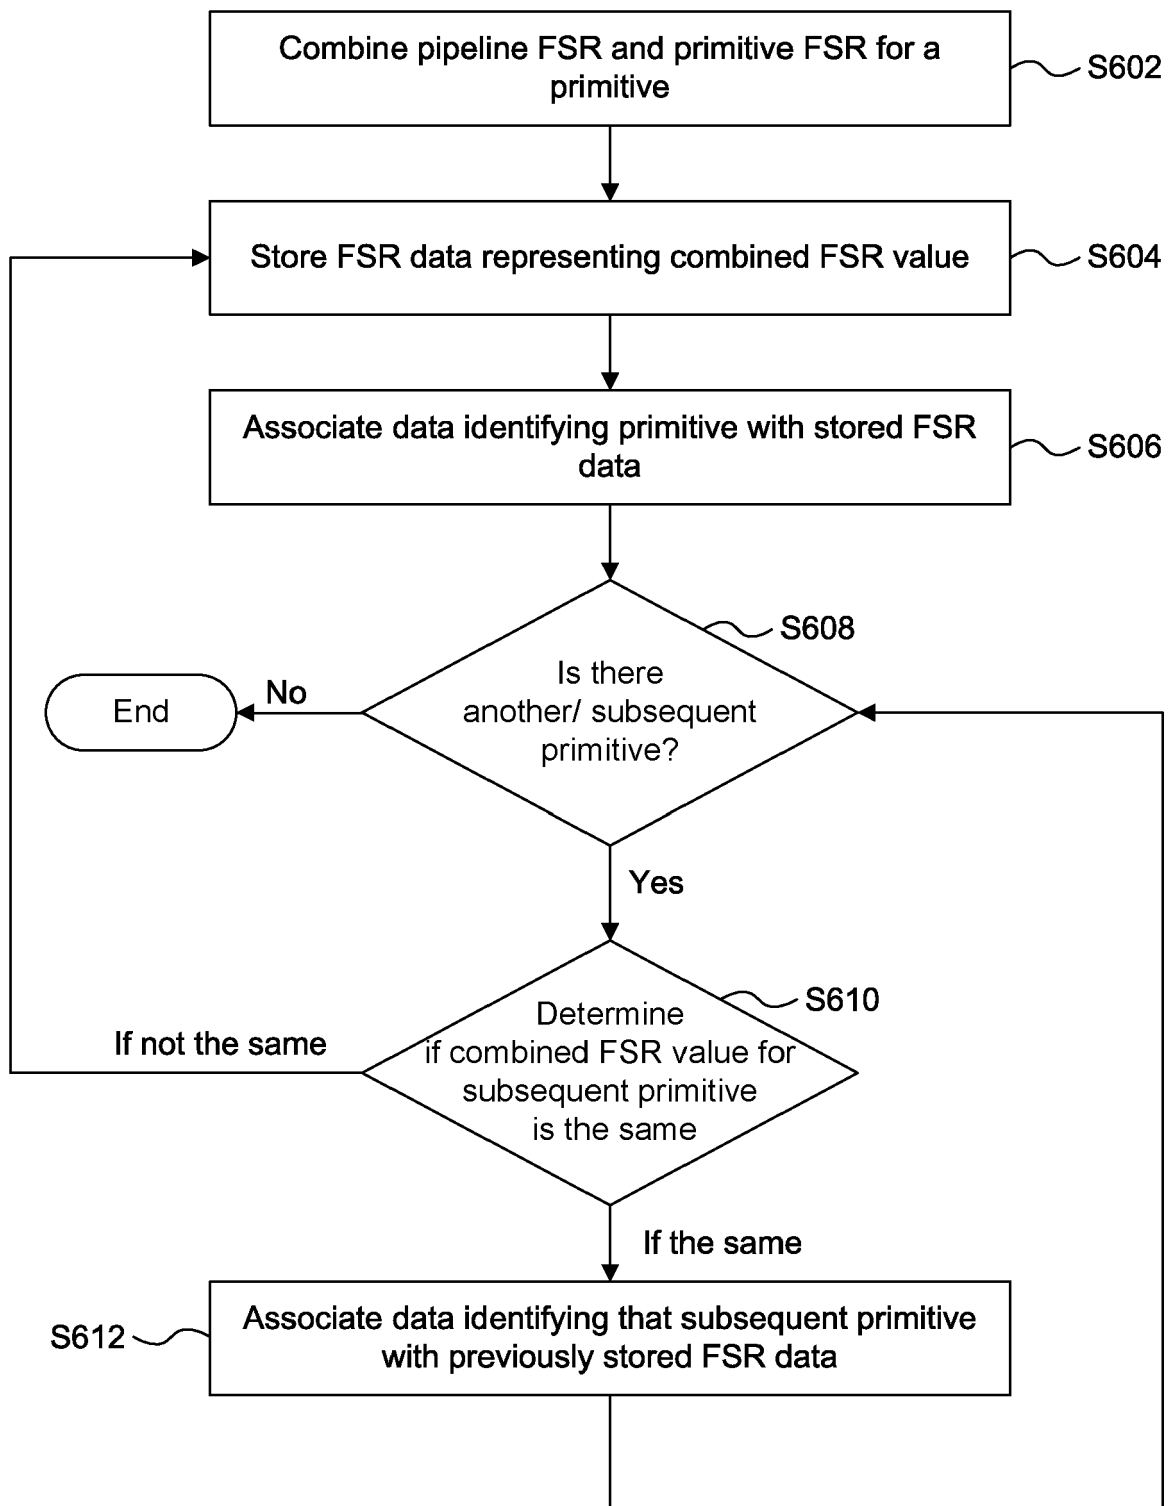 Combine pipeline FSR and primitive FSR for a
primitive
S602
Store FSR data representing combined FSR value
S604
Associate data identifying primitive with stored FSR
data
S606
S608
Is there
another/ subsequent
primitive?
No
End
Yes
S610
Determine
if combined FSR value for
subsequent primitive
is the same
If not the same
If the same
Associate data identifying that subsequent primitive
with previously stored FSR data
S612